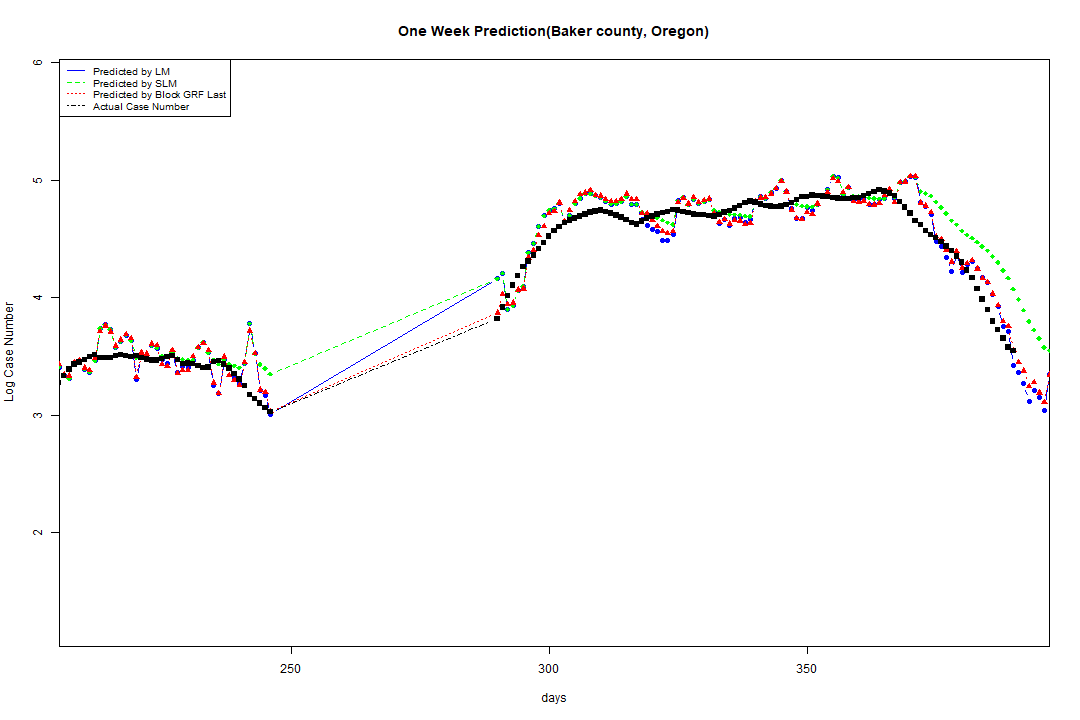 One Week Prediction(Baker county, Oregon)
Predicted by LM
Predicted by SLM
Predicted by Block GRF Last
Actual Case Number
6
5
4
3
2
Log Case Number
250
300
350
days